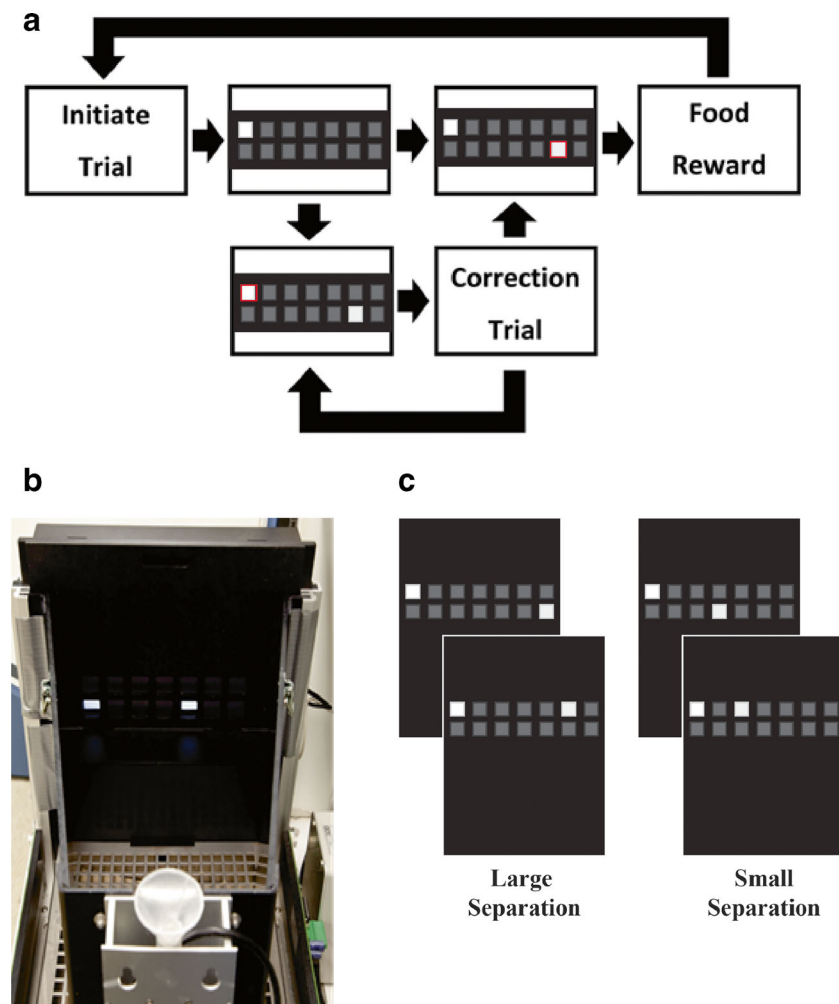 a
Initiate
Trial
Food
Reward
Correction
Trial
b
c
Large
Separation
Small
Separation